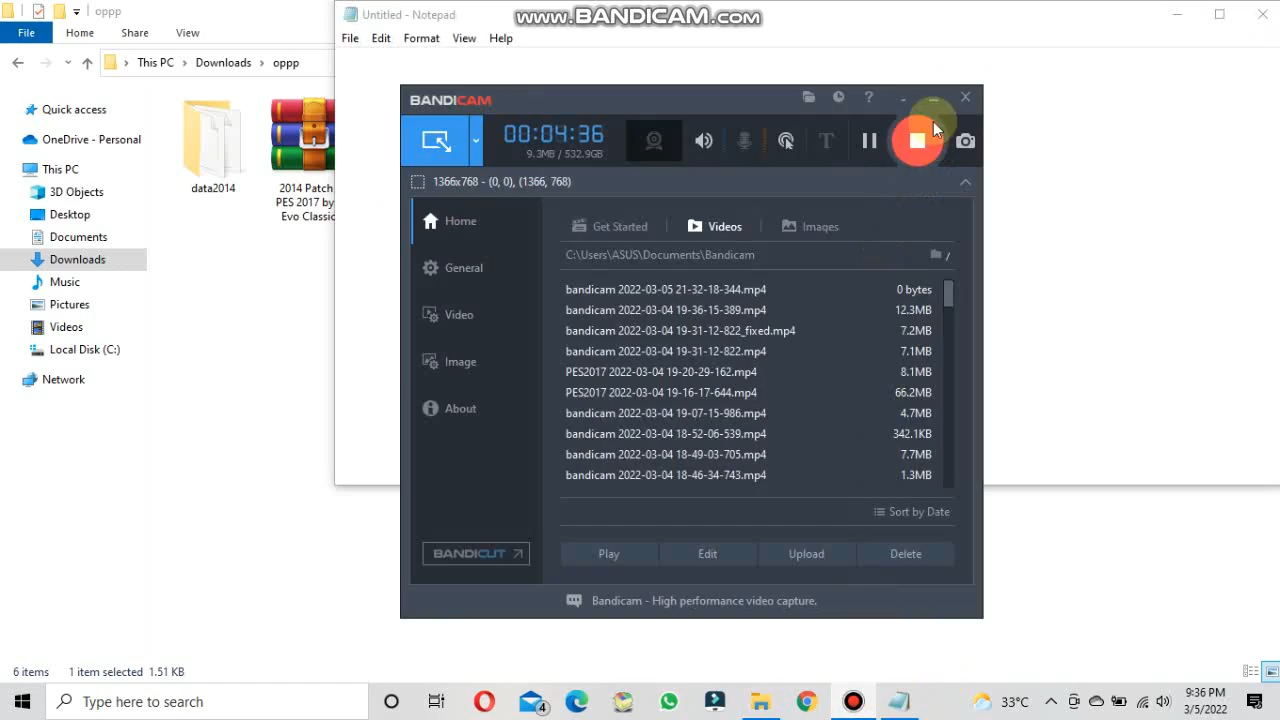 oppp
File
Home
Share
View
This PC
Downloads
oppp
Quick access
OneDrive - Personal
This PC
3D Objects
Desktop
Documents
Downloads
Music
Pictures
Videos
Local Disk (C:)
Network
data2014
2014 Patch
PES 2017 by
Evo Classic
6 items
1 item selected 1.51 KB
Untitled - Notepad
www.BANDICAM.com
File
Edit
Format
View
Help
BANDICAM
00:04:36
9.3MB / 532.9GB
1366x768 - (0, 0), (1366, 768)
Home
General
Video
Image
About
BANDICUT
Get Started
Videos
Images
C:\Users\ASUS\Documents\Bandicam
/
bandicam 2022-03-05 21-32-18-344.mp4 0 bytes
bandicam 2022-03-04 19-36-15-389.mp4 12.3MB
bandicam 2022-03-04 19-31-12-822_fixed.mp4 7.2MB
bandicam 2022-03-04 19-31-12-822.mp4 7.1MB
PES2017 2022-03-04 19-20-29-162.mp4 8.1MB
PES2017 2022-03-04 19-16-17-644.mp4 66.2MB
bandicam 2022-03-04 19-07-15-986.mp4 4.7MB
bandicam 2022-03-04 18-52-06-539.mp4 342.1KB
bandicam 2022-03-04 18-49-03-705.mp4 7.7MB
bandicam 2022-03-04 18-46-34-743.mp4 1.3MB
Sort by Date
Play
Edit
Upload
Delete
Bandicam - High performance video capture.
Type here to search
4
33°C
9:36 PM
3/5/2022